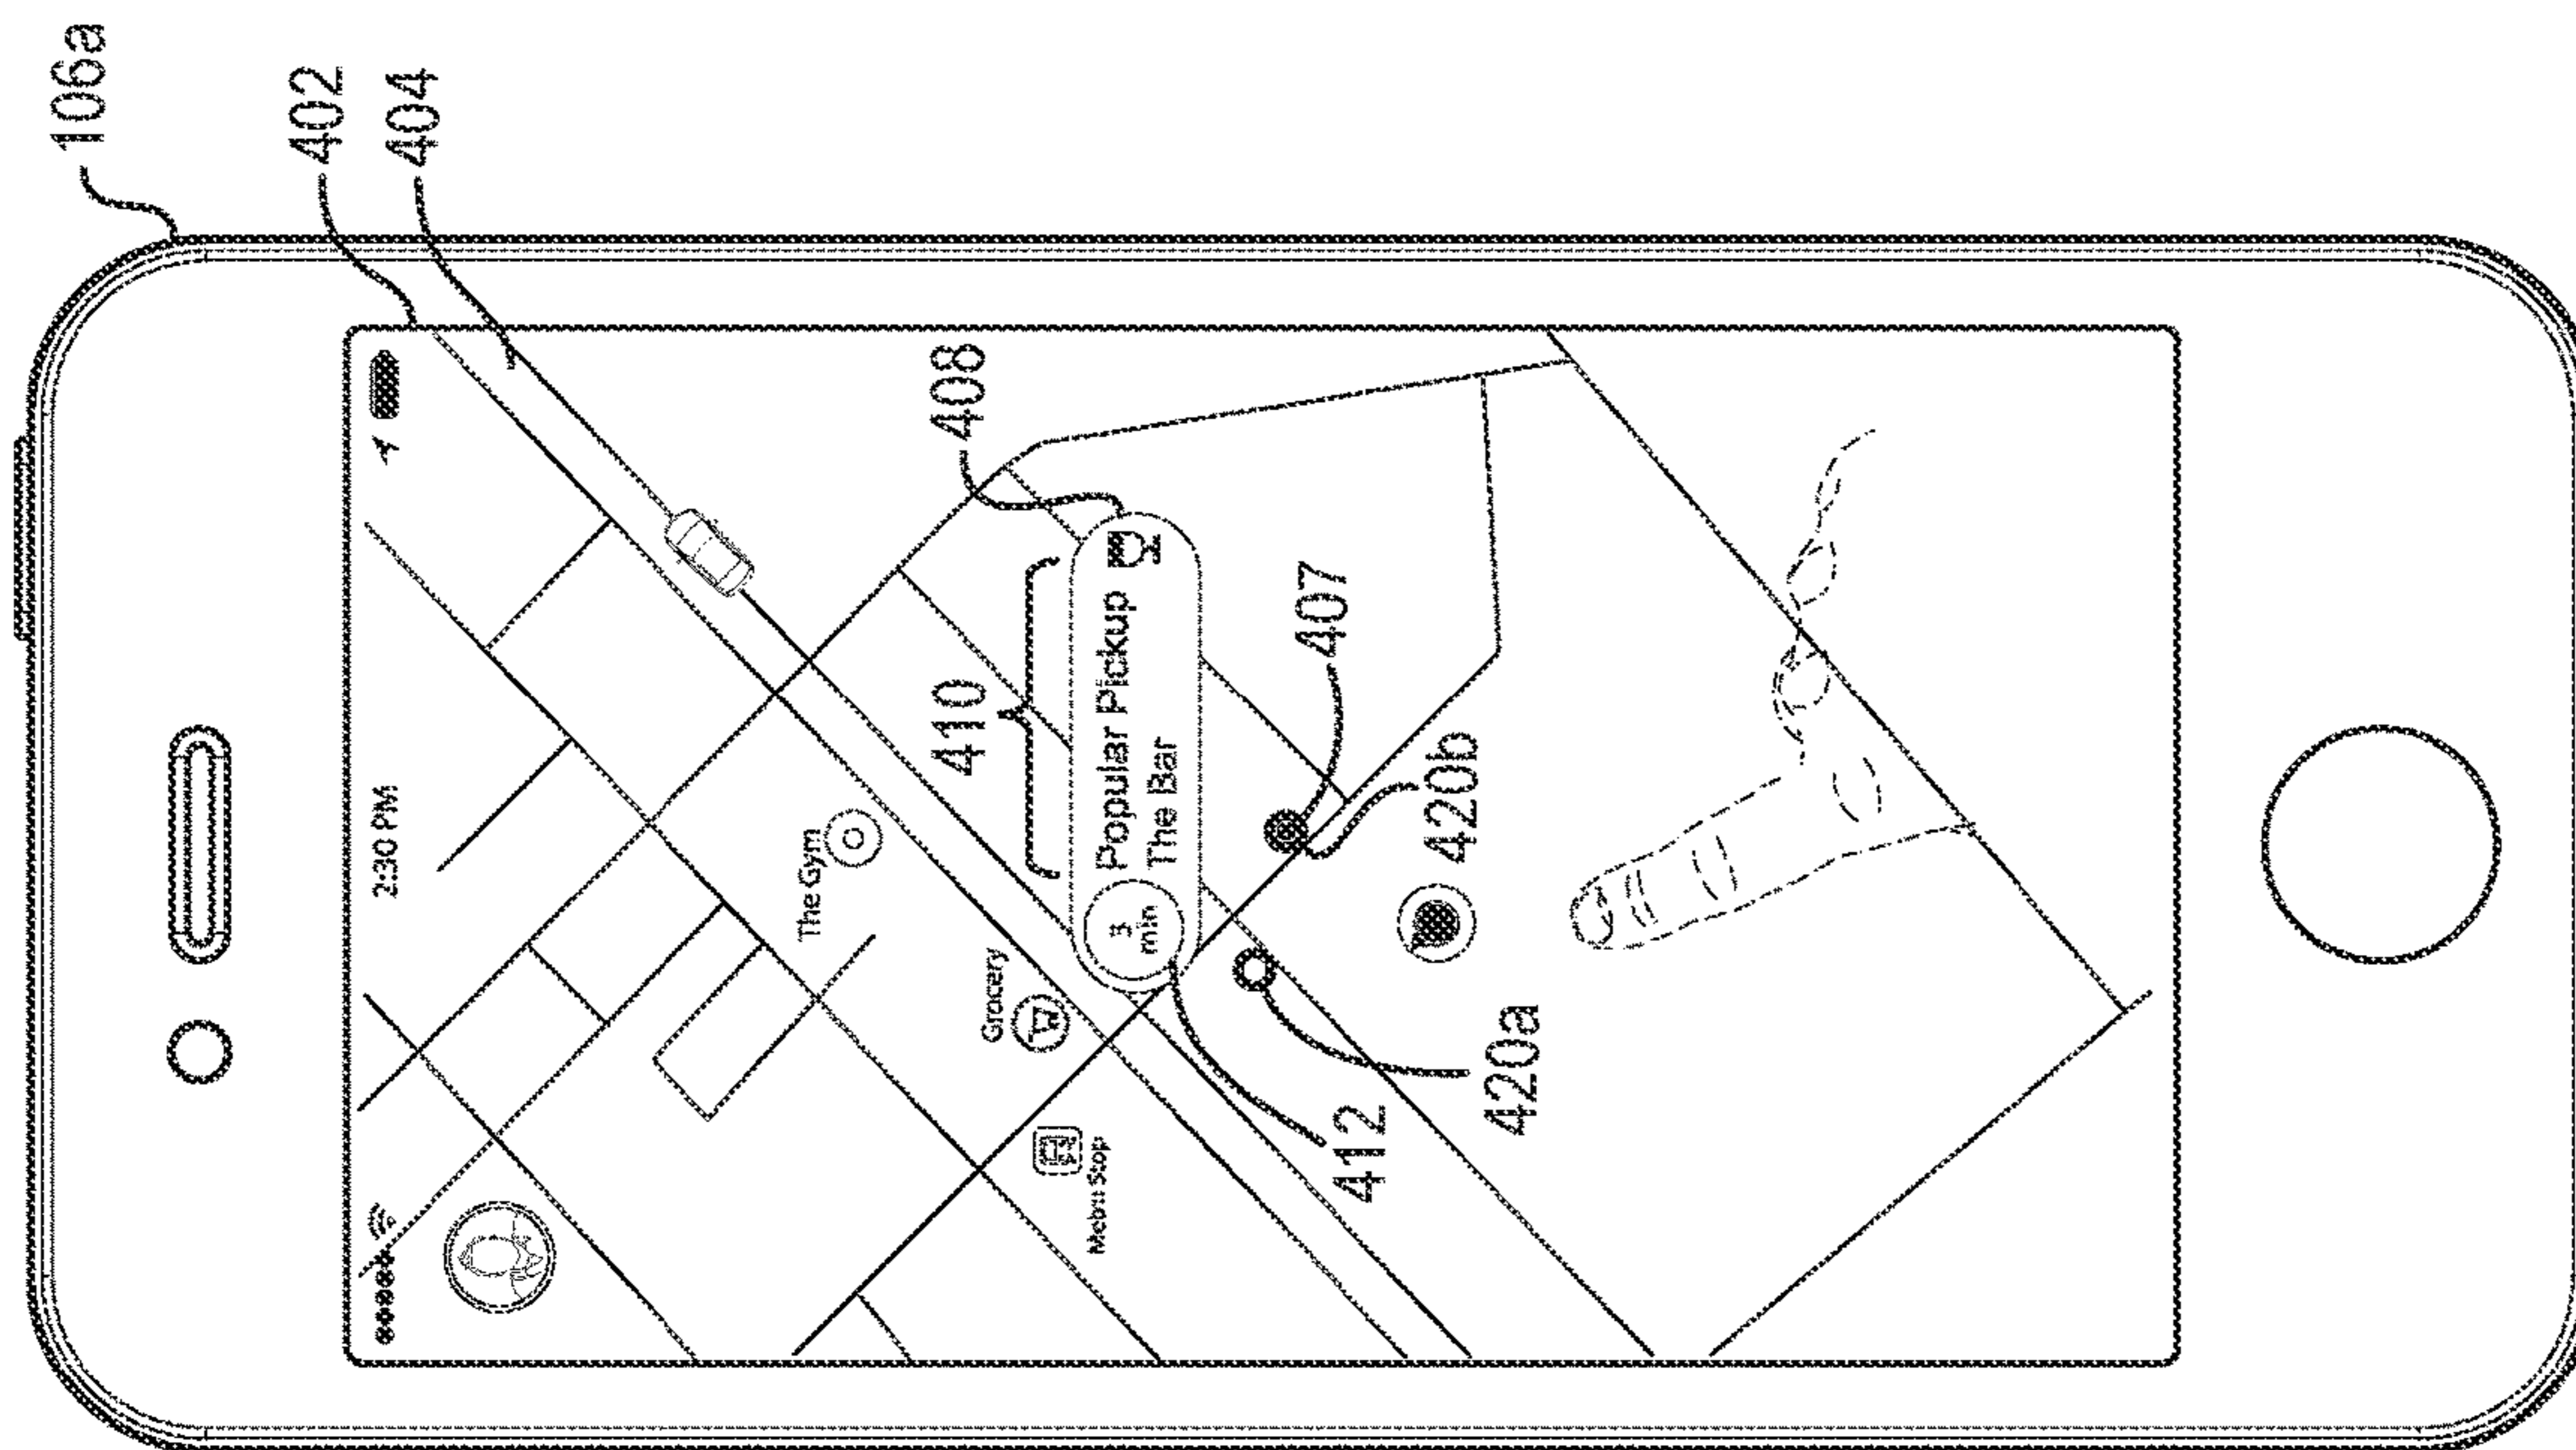 106a
402
404
2:30 PM
The Gym
408
410
Grocery
3
min
Popular Pickup
The Bar
407
Metro Stop
420b
412
420a